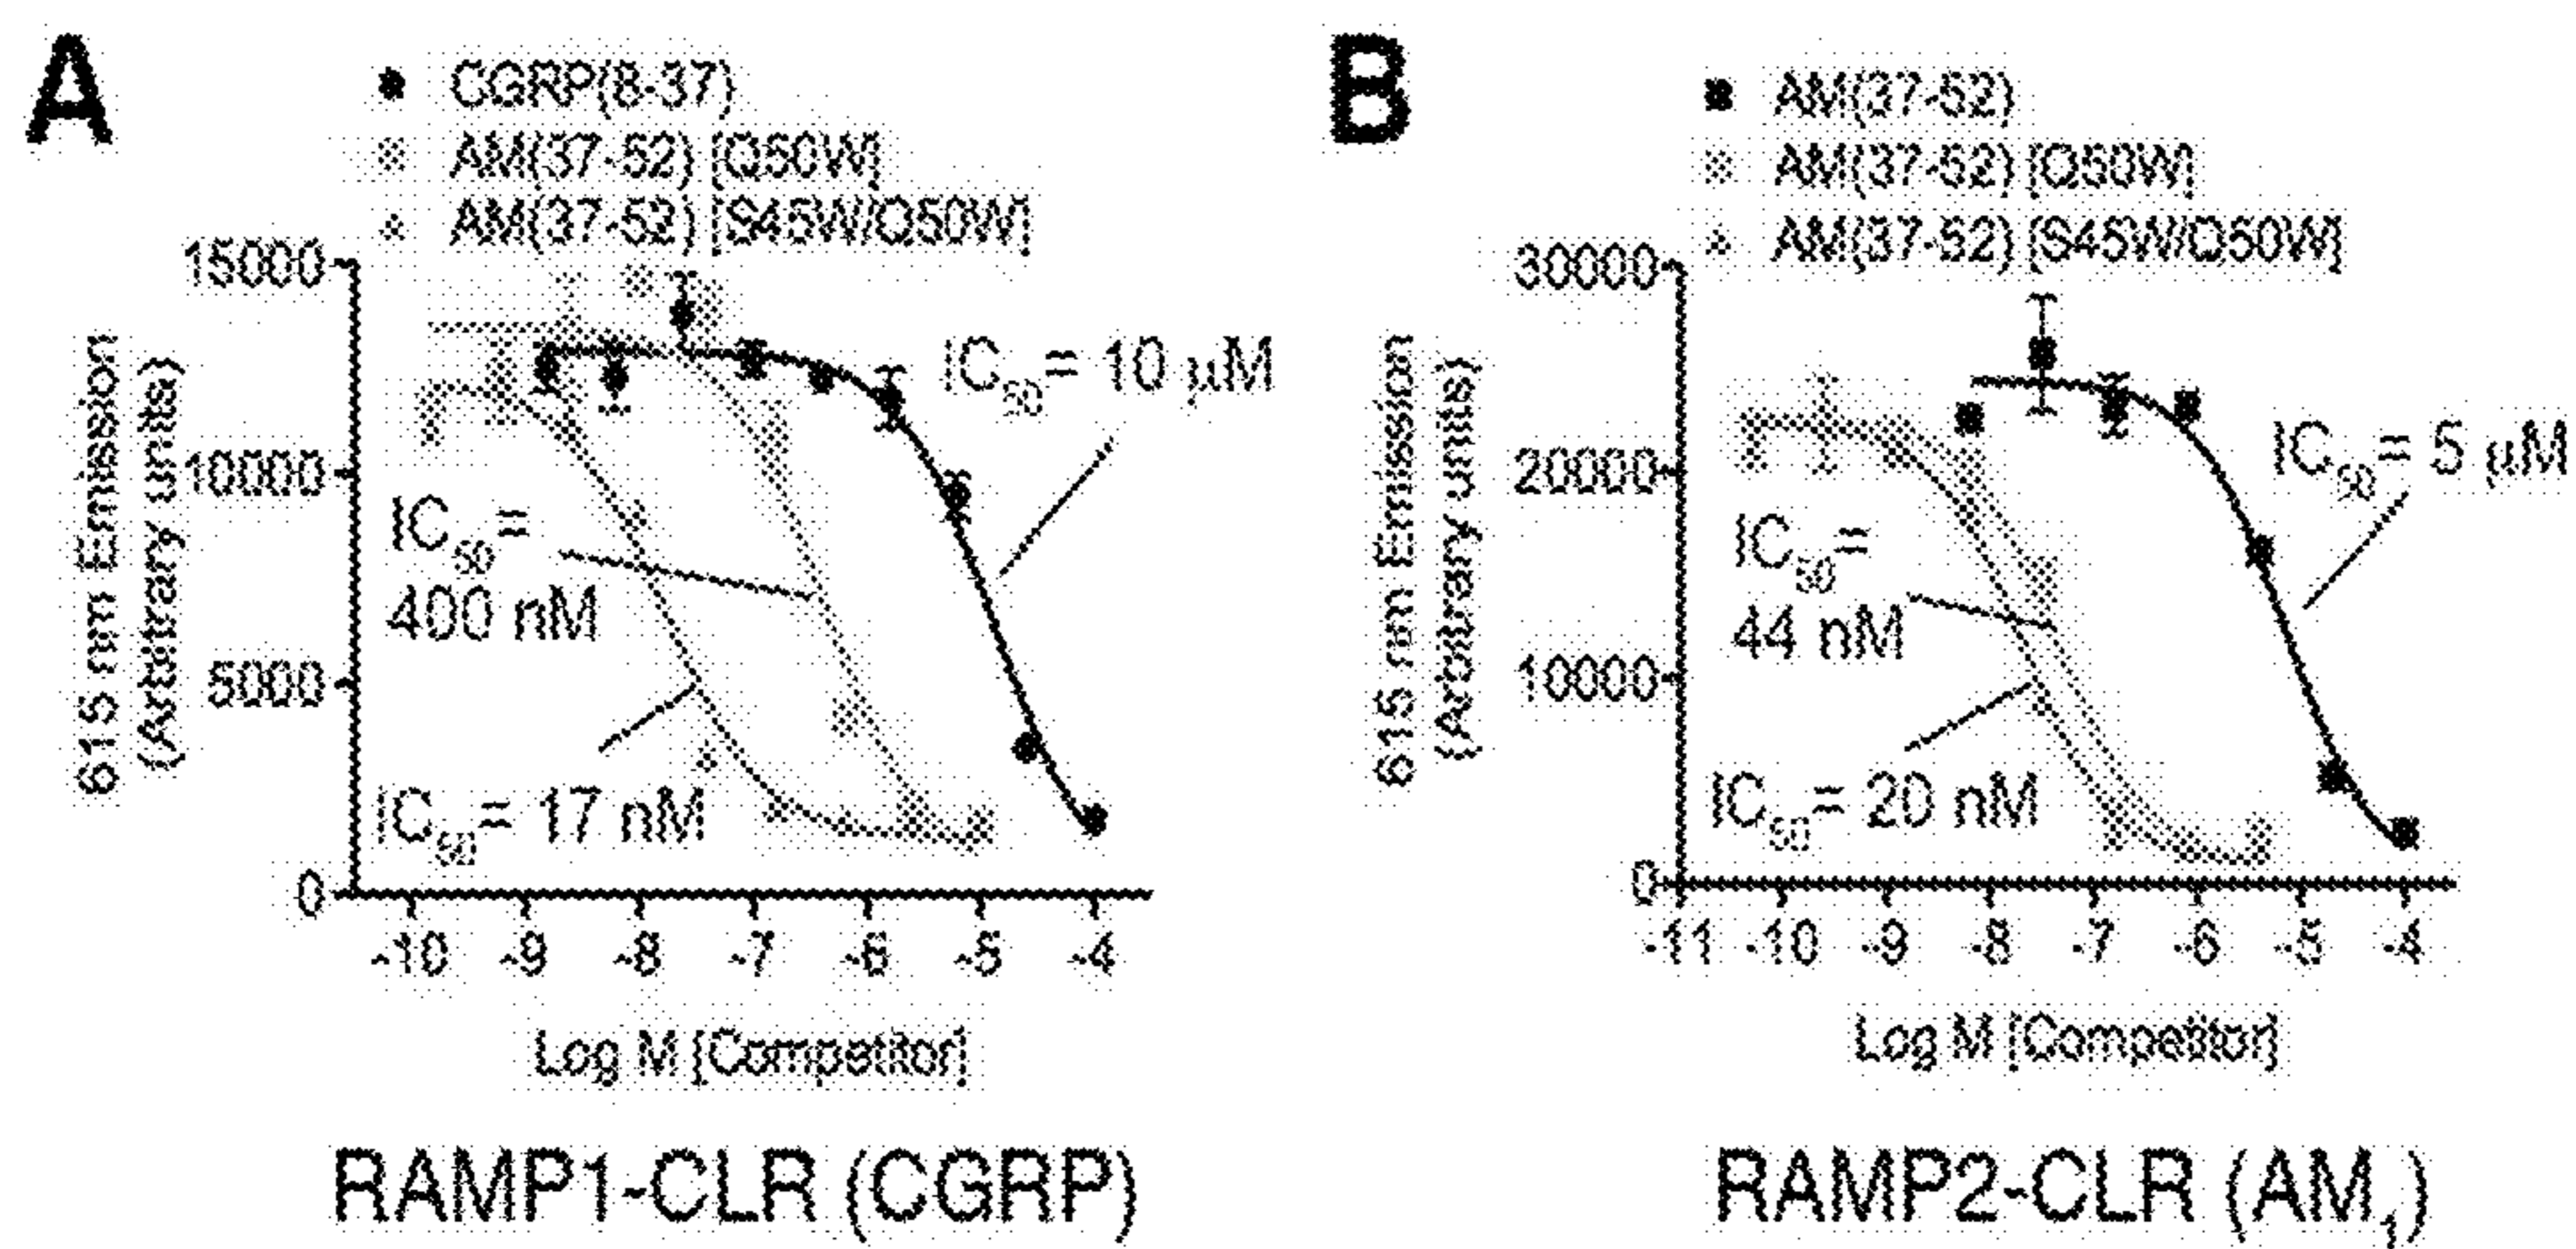 A
CGRP(8-37)
AM(37-52) [Q50W]
AM(37-52) [S45W/Q50W]
15000
10000
5000
0
615 nm Emission
(Arbitrary units)
IC50= 10 µM
IC50=
400 nM
IC50= 17 nM
-10 -9 -8 -7 -6 -5 -4
Log M [Competitor]
RAMP1-CLR (CGRP)
B
AM(37-52)
AM(37-52) [Q50W]
AM(37-52) [S45W/Q50W]
30000
20000
10000
0
615 nm Emission
(Arbitrary units)
IC50= 5 µM
IC50=
44 nM
IC50= 20 nM
-11 -10 -9 -8 -7 -6 -5 -4
Log M [Competitor]
RAMP2-CLR (AM1)